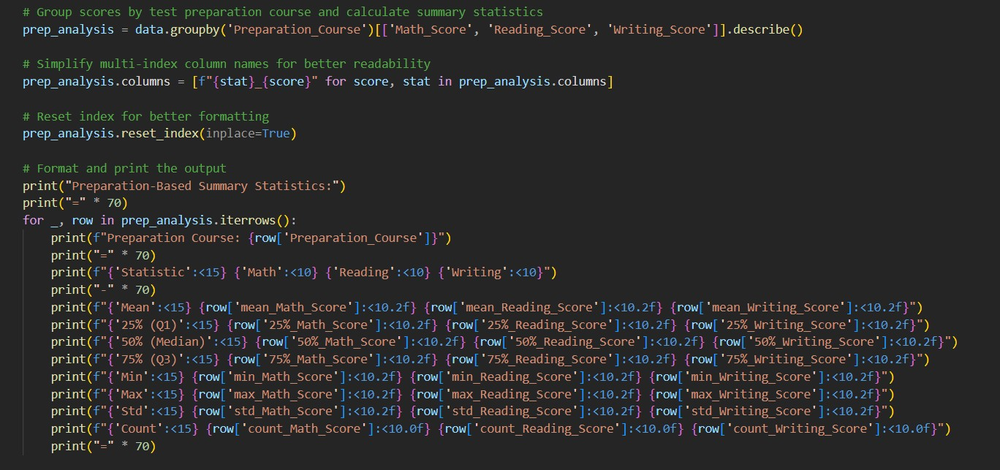 # Group scores by test preparation course and calculate summary statistics
prep_analysis = data.groupby('Preparation_Course')[['Math_Score', 'Reading_Score', 'Writing_Score']].describe()
# Simplify multi-index column names for better readability
prep_analysis.columns = [f"{stat}_{score}" for score, stat in prep_analysis.columns]
# Reset index for better formatting
prep_analysis.reset_index(inplace=True)
# Format and print the output
print("Preparation-Based Summary Statistics:")
print("=" * 70)
for _, row in prep_analysis.iterrows():
    print(f"Preparation Course: {row['Preparation_Course']}")
    print("=" * 70)
    print(f"{'Statistic':<15} {'Math':<10} {'Reading':<10} {'Writing':<10}")
    print("-" * 70)
    print(f"{'Mean':<15} {row['mean_Math_Score']:<10.2f} {row['mean_Reading_Score']:<10.2f} {row['mean_Writing_Score']:<10.2f}")
    print(f"{'25% (Q1)':<15} {row['25%_Math_Score']:<10.2f} {row['25%_Reading_Score']:<10.2f} {row['25%_Writing_Score']:<10.2f}")
    print(f"{'50% (Median)':<15} {row['50%_Math_Score']:<10.2f} {row['50%_Reading_Score']:<10.2f} {row['50%_Writing_Score']:<10.2f}")
    print(f"{'75% (Q3)':<15} {row['75%_Math_Score']:<10.2f} {row['75%_Reading_Score']:<10.2f} {row['75%_Writing_Score']:<10.2f}")
    print(f"{'Min':<15} {row['min_Math_Score']:<10.2f} {row['min_Reading_Score']:<10.2f} {row['min_Writing_Score']:<10.2f}")
    print(f"{'Max':<15} {row['max_Math_Score']:<10.2f} {row['max_Reading_Score']:<10.2f} {row['max_Writing_Score']:<10.2f}")
    print(f"{'Std':<15} {row['std_Math_Score']:<10.2f} {row['std_Reading_Score']:<10.2f} {row['std_Writing_Score']:<10.2f}")
    print(f"{'Count':<15} {row['count_Math_Score']:<10.0f} {row['count_Reading_Score']:<10.0f} {row['count_Writing_Score']:<10.0f}")
    print("=" * 70)